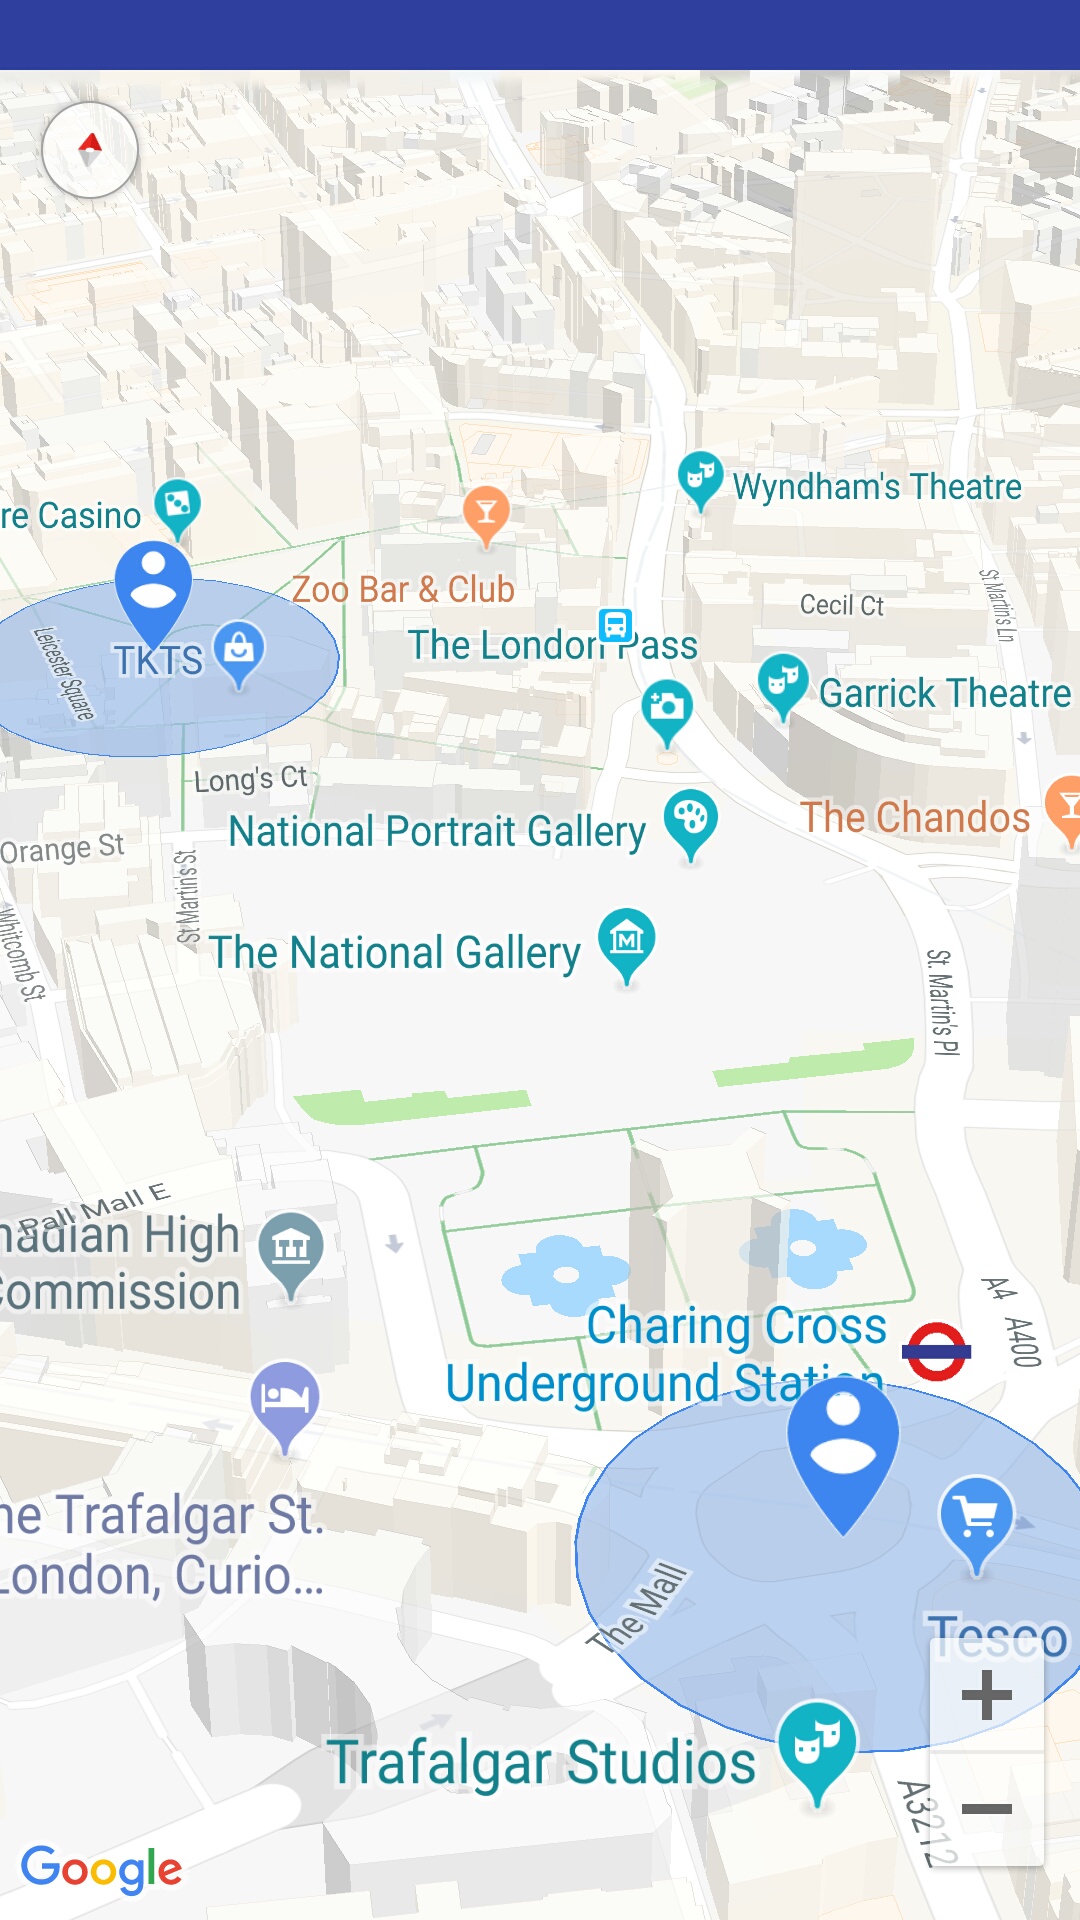 Wyndham's Theatre
re Casino
Zoo Bar & Club
St Martin's Ln
Cecil Ct
The London Pass
TKTS
Leicester Square
Garrick Theatre
Long's Ct
The Chandos
National Portrait Gallery
Orange St
St Martin's St
Whitcomb St
The National Gallery
St. Martin's Pl
Pall Mall E
nadian High
Commission
A4
A400
Charing Cross
Underground Station
he Trafalgar St.
London, Curio...
The Mall
Tesco
Trafalgar Studios
A3212
Google